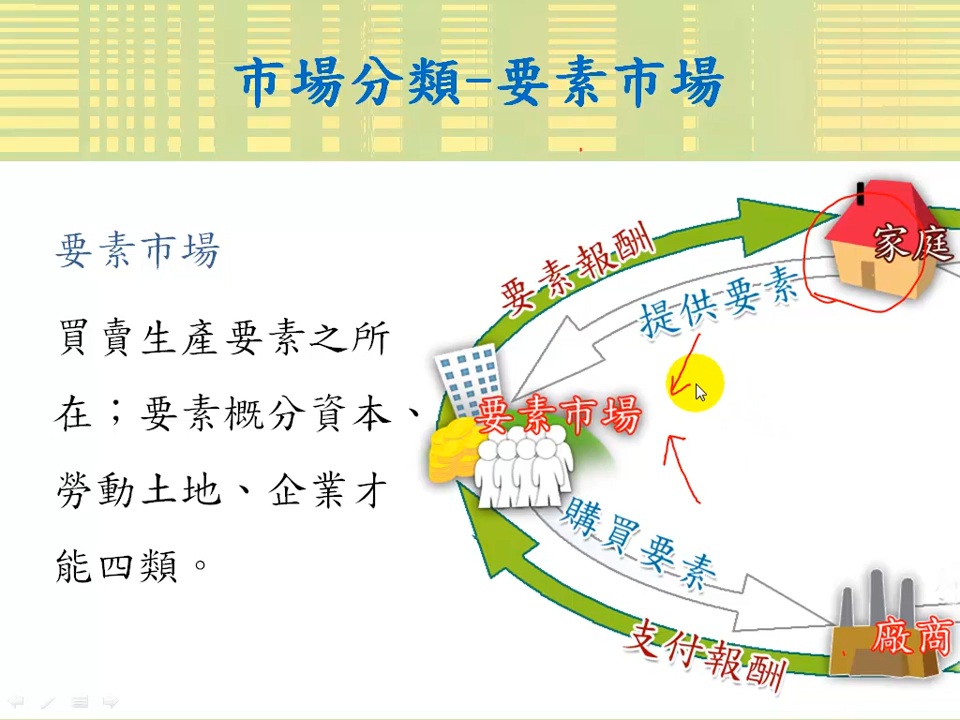 市場分類-要素市場
要素市場
買賣生產要素之所
在；要素概分資本、
勞動土地、企業才
能四類。
要素報酬
提供要素
家庭
要素市場
購買要素
支付報酬
廠商